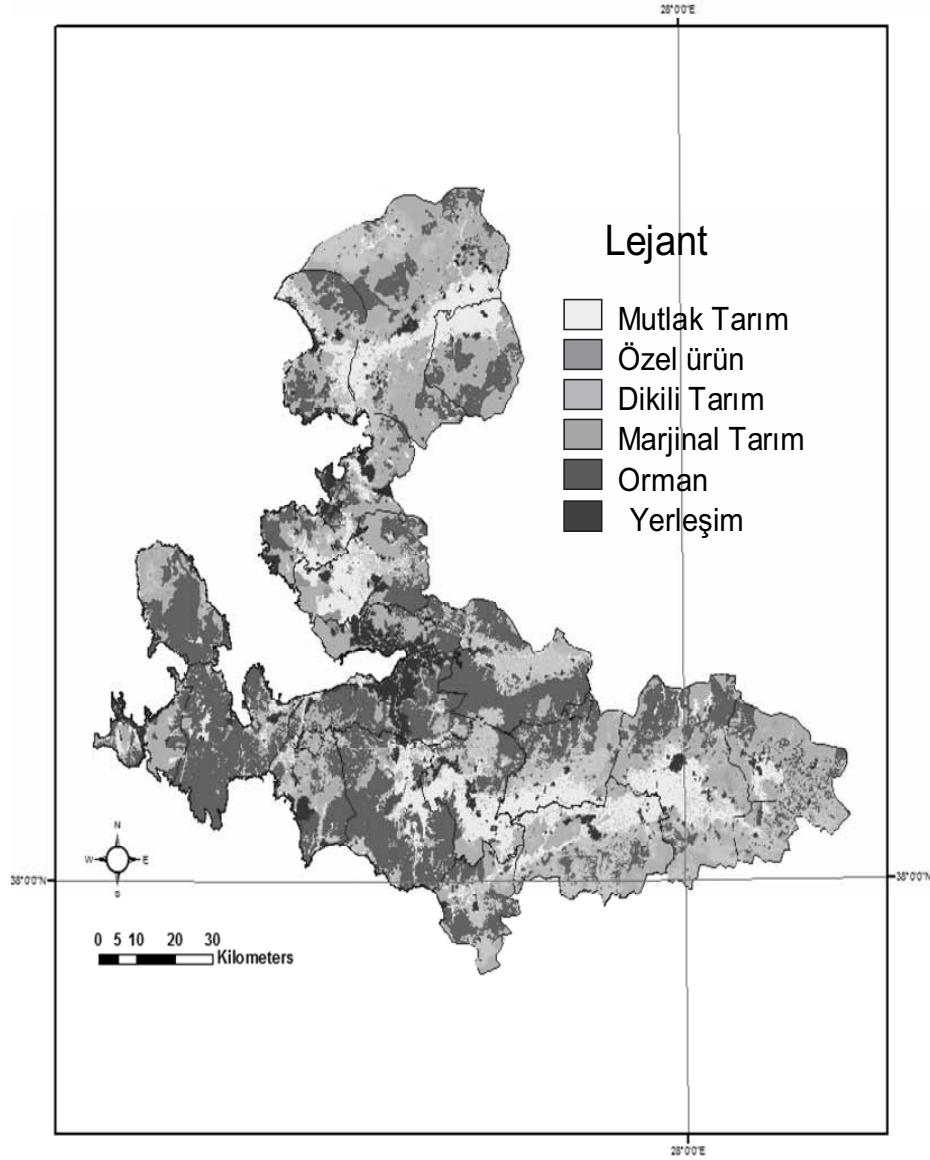 28°0'0"E
Lejant
Mutlak Tarım
Özel ürün
Dikili Tarım
Marjinal Tarım
Orman
Yerleşim
N
W E
S
38°0'0"N 38°0'0"N
0 5 10 20 30
Kilometers
28°0'0"E